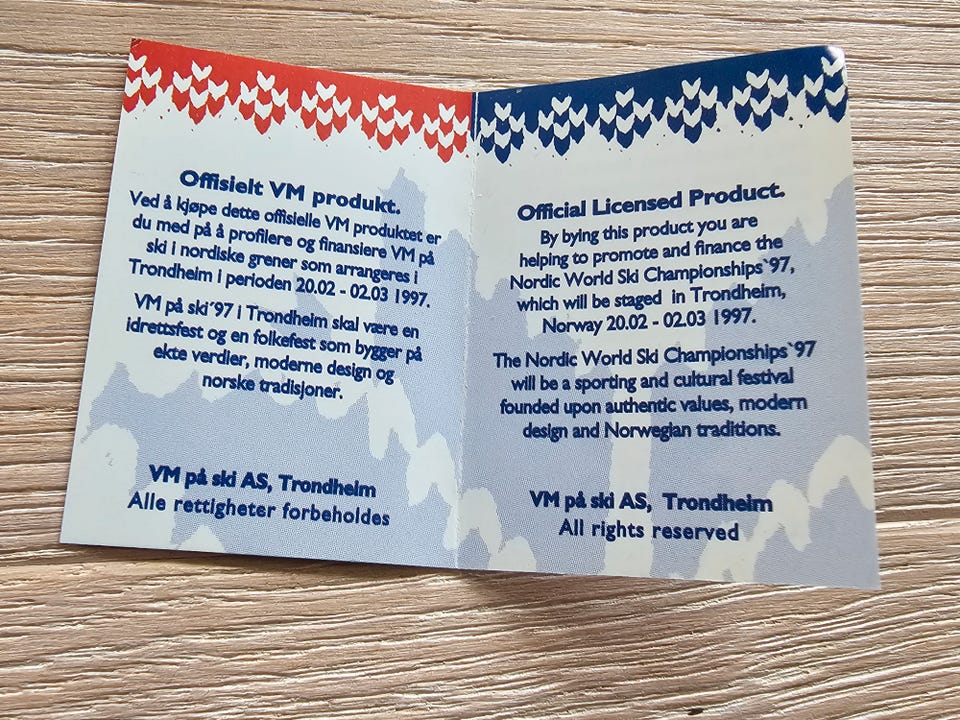 Offisielt VM produkt.
Ved å kjøpe dette offisielle VM produktet er
du med på å profilere og finansiere VM på
ski i nordiske grener som arrangeres i
Trondheim i perioden 20.02 - 02.03 1997.
VM på ski´97 i Trondheim skal være en
idrettsfest og en folkefest som bygger på
ekte verdier, moderne design og
norske tradisjoner.
VM på ski AS, Trondheim
Alle rettigheter forbeholdes
Official Licensed Product.
By bying this product you are
helping to promote and finance the
Nordic World Ski Championships`97,
which will be staged in Trondheim,
Norway 20.02 - 02.03 1997.
The Nordic World Ski Championships`97
will be a sporting and cultural festival
founded upon authentic values, modern
design and Norwegian traditions.
VM på ski AS, Trondheim
All rights reserved